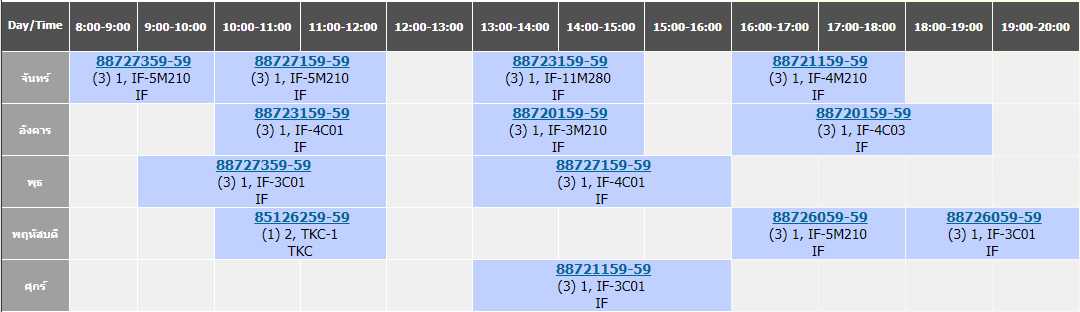 Day/Time 8:00-9:00 9:00-10:00 10:00-11:00 11:00-12:00 12:00-13:00 13:00-14:00 14:00-15:00 15:00-16:00 16:00-17:00 17:00-18:00 18:00-19:00 19:00-20:00
จันทร์
88727359-59
(3) 1, IF-5M210
IF
88727159-59
(3) 1, IF-5M210
IF
88723159-59
(3) 1, IF-11M280
IF
88721159-59
(3) 1, IF-4M210
IF
อังคาร
88723159-59
(3) 1, IF-4C01
IF
88720159-59
(3) 1, IF-3M210
IF
88720159-59
(3) 1, IF-4C03
IF
พุธ
88727359-59
(3) 1, IF-3C01
IF
88727159-59
(3) 1, IF-4C01
IF
พฤหัสบดี
85126259-59
(1) 2, TKC-1
TKC
88726059-59
(3) 1, IF-5M210
IF
88726059-59
(3) 1, IF-3C01
IF
ศุกร์
88721159-59
(3) 1, IF-3C01
IF